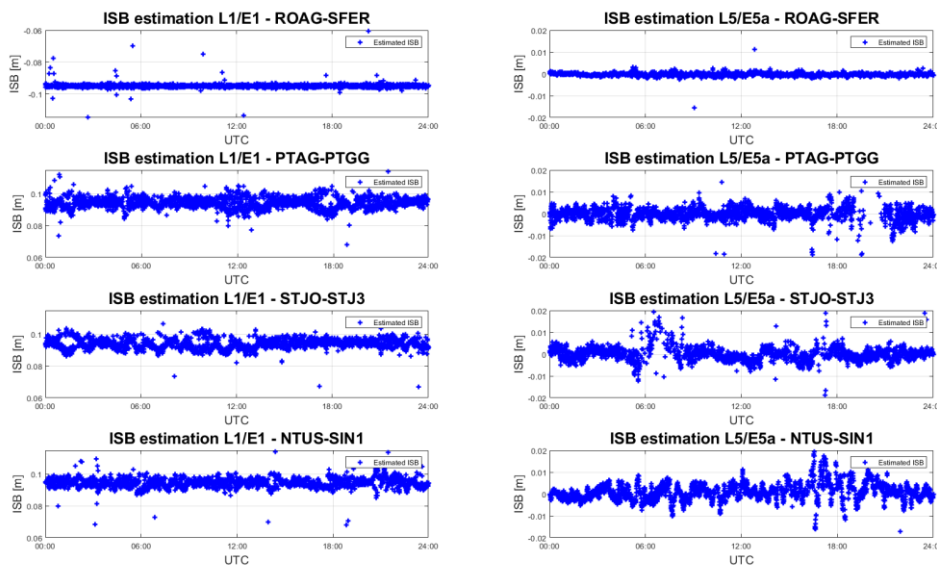 ISB estimation L1/E1 - ROAG-SFER
-0.06
-0.08
-0.1
ISB [m]
Estimated ISB
00:00 06:00 12:00 18:00 24:00
UTC
ISB estimation L5/E5a - ROAG-SFER
0.02
0.01
0
-0.01
-0.02
ISB [m]
Estimated ISB
00:00 06:00 12:00 18:00 24:00
UTC
ISB estimation L1/E1 - PTAG-PTGG
0.1
0.08
0.06
ISB [m]
Estimated ISB
00:00 06:00 12:00 18:00 24:00
UTC
ISB estimation L5/E5a - PTAG-PTGG
0.02
0.01
0
-0.01
-0.02
ISB [m]
Estimated ISB
00:00 06:00 12:00 18:00 24:00
UTC
ISB estimation L1/E1 - STJO-STJ3
0.1
0.08
0.06
ISB [m]
Estimated ISB
00:00 06:00 12:00 18:00 24:00
UTC
ISB estimation L5/E5a - STJO-STJ3
0.02
0.01
0
-0.01
-0.02
ISB [m]
Estimated ISB
00:00 06:00 12:00 18:00 24:00
UTC
ISB estimation L1/E1 - NTUS-SIN1
0.1
0.08
0.06
ISB [m]
Estimated ISB
00:00 06:00 12:00 18:00 24:00
UTC
ISB estimation L5/E5a - NTUS-SIN1
0.02
0.01
0
-0.01
-0.02
ISB [m]
Estimated ISB
00:00 06:00 12:00 18:00 24:00
UTC